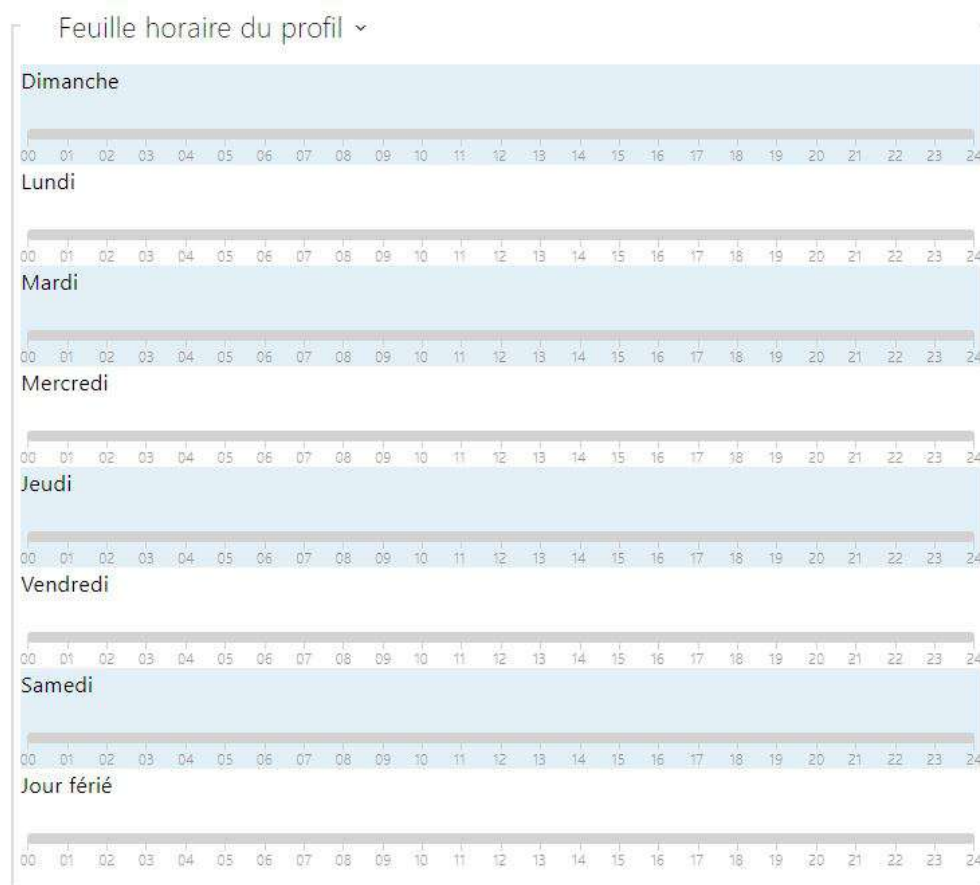 Feuille horaire du profil
Dimanche
00 01 02 03 04 05 06 07 08 09 10 11 12 13 14 15 16 17 18 19 20 21 22 23 24
Lundi
00 01 02 03 04 05 06 07 08 09 10 11 12 13 14 15 16 17 18 19 20 21 22 23 24
Mardi
00 01 02 03 04 05 06 07 08 09 10 11 12 13 14 15 16 17 18 19 20 21 22 23 24
Mercredi
00 01 02 03 04 05 06 07 08 09 10 11 12 13 14 15 16 17 18 19 20 21 22 23 24
Jeudi
00 01 02 03 04 05 06 07 08 09 10 11 12 13 14 15 16 17 18 19 20 21 22 23 24
Vendredi
00 01 02 03 04 05 06 07 08 09 10 11 12 13 14 15 16 17 18 19 20 21 22 23 24
Samedi
00 01 02 03 04 05 06 07 08 09 10 11 12 13 14 15 16 17 18 19 20 21 22 23 24
Jour férié
00 01 02 03 04 05 06 07 08 09 10 11 12 13 14 15 16 17 18 19 20 21 22 23 24